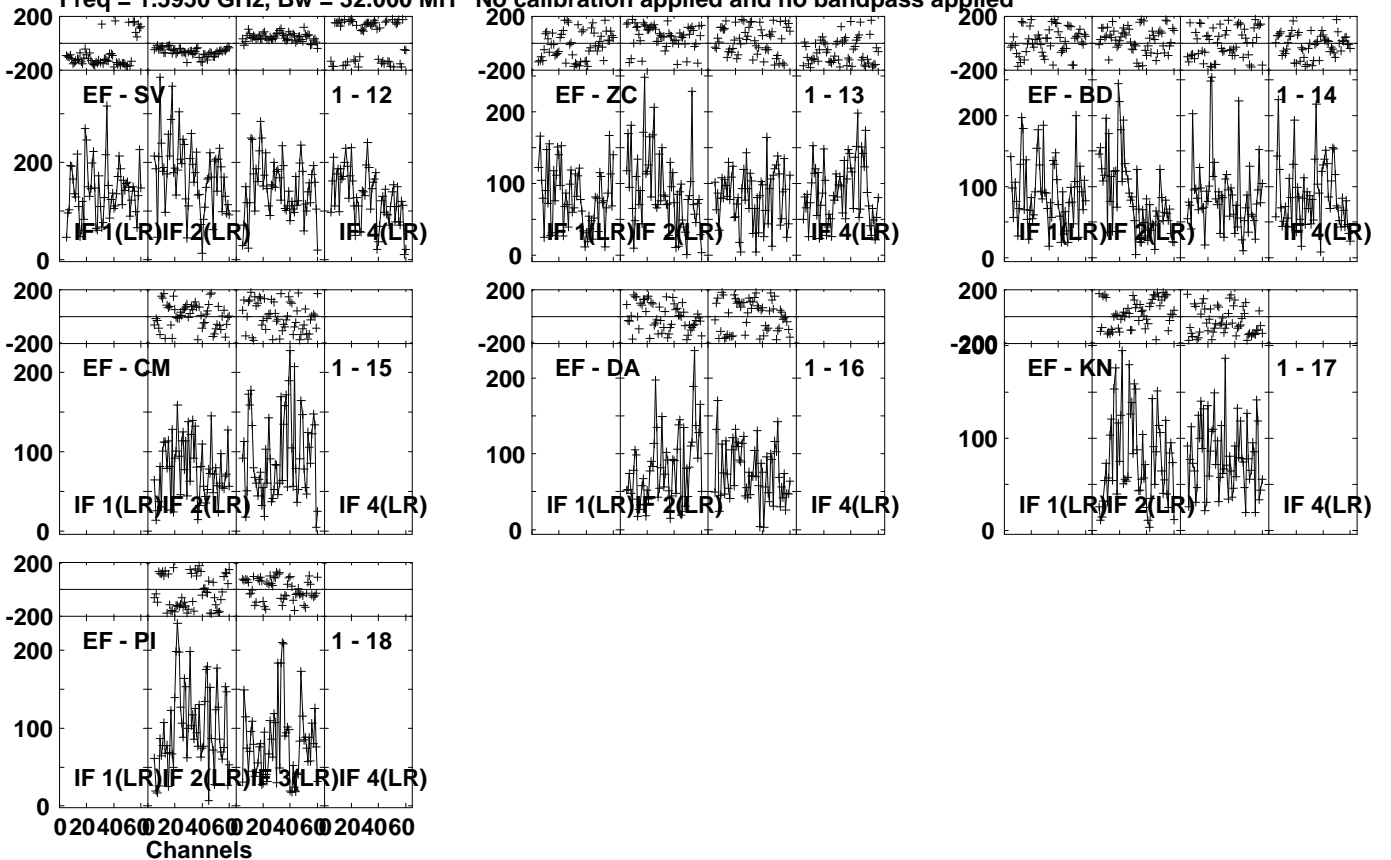 Freq = 1.5950 GHz, Bw = 32.000 MH No calibration applied and no bandpass applied
200 200 200
-200 -200 -200
EF - SV 1 - 12 EF - ZC 1 - 13 EF - BD 1 - 14
200 200 200
100 100
IF 1(LR) IF 2(LR) IF 4(LR) IF 1(LR) IF 2(LR) IF 4(LR) IF 1(LR) IF 2(LR) IF 4(LR)
0 0 0
200 200 200
-200 -200 -200
200
EF - CM 1 - 15 EF - DA 1 - 16 EF - KN 1 - 17
200 200
100 100 100
IF 1(LR) IF 2(LR) IF 4(LR) IF 1(LR) IF 2(LR) IF 4(LR) IF 1(LR) IF 2(LR) IF 4(LR)
0 0 0
200
-200
EF - PI 1 - 18
200
100
IF 1(LR) IF 2(LR) IF 3(LR) IF 4(LR)
0
0 20 40 60 0 20 40 60 0 20 40 60 0 20 40 60
Channels